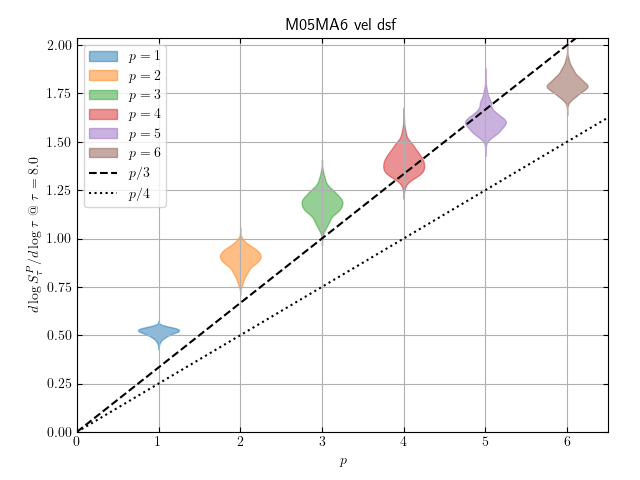 M05MA6 vel dsf
2.00
1.75
1.50
1.25
1.00
0.75
0.50
0.25
0.00
d log S_τ^P / d log τ @ τ = 8.0
p = 1
p = 2
p = 3
p = 4
p = 5
p = 6
p/3
p/4
0 1 2 3 4 5 6
p